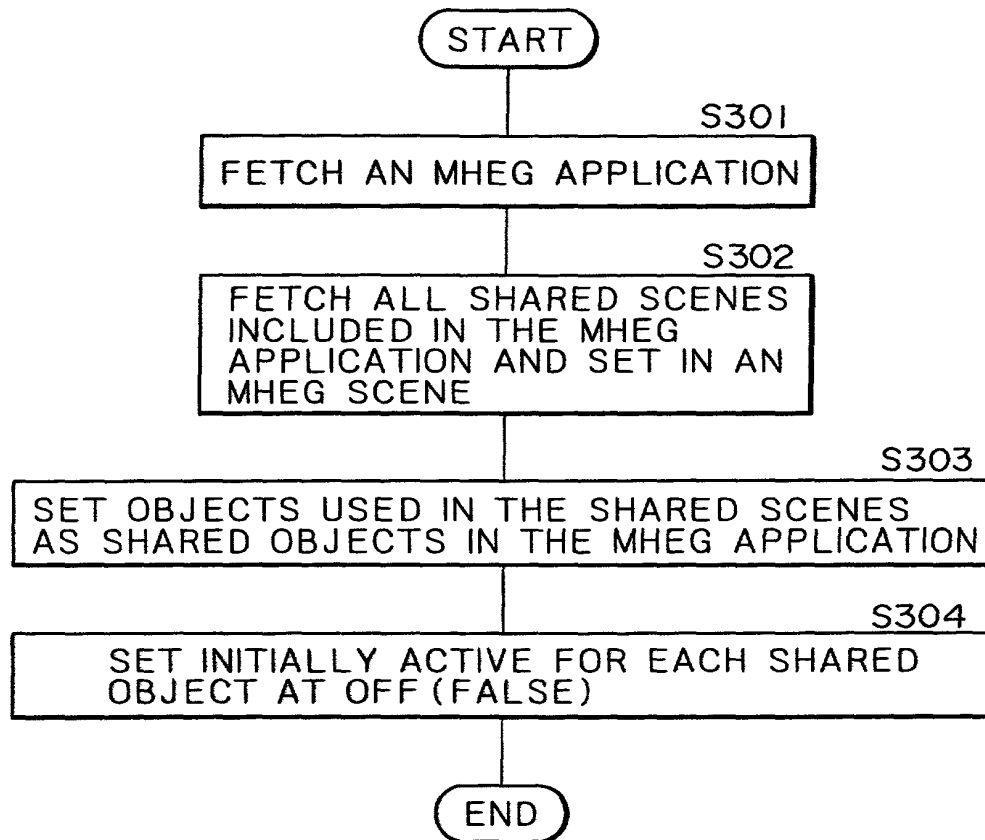 START
S301
FETCH AN MHEG APPLICATION
S302
FETCH ALL SHARED SCENES
INCLUDED IN THE MHEG
APPLICATION AND SET IN AN
MHEG SCENE
S303
SET OBJECTS USED IN THE SHARED SCENES
AS SHARED OBJECTS IN THE MHEG APPLICATION
S304
SET INITIALLY ACTIVE FOR EACH SHARED
OBJECT AT OFF (FALSE)
END